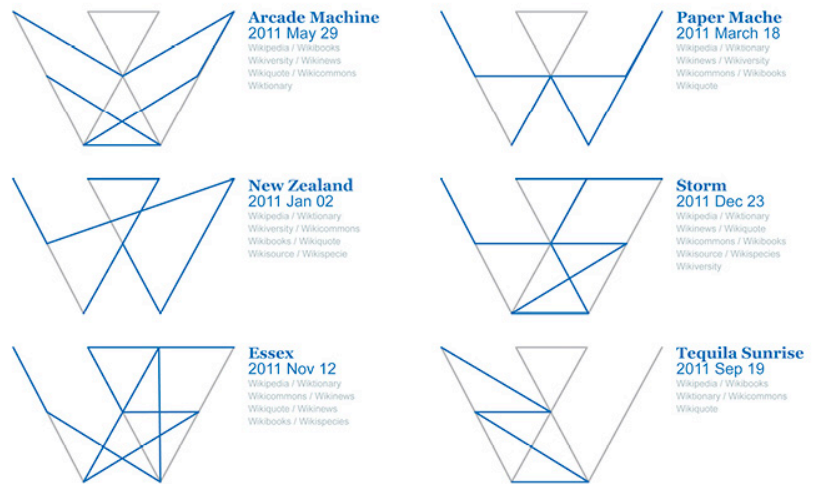 Arcade Machine
2011 May 29
Wikipedia / Wikibooks
Wikiversity / Wikinews
Wikiquote / Wikicommons
Wiktionary
Paper Mache
2011 March 18
Wikipedia / Wiktionary
Wikinews / Wikiversity
Wikicommons / Wikibooks
Wikiquote
New Zealand
2011 Jan 02
Wikipedia / Wiktionary
Wikiversity / Wikicommons
Wikibooks / Wikiquote
Wikisource / Wikispecie
Storm
2011 Dec 23
Wikipedia / Wiktionary
Wikinews / Wikiquote
Wikicommons / Wikibooks
Wikisource / Wikispecies
Wikiversity
Essex
2011 Nov 12
Wikipedia / Wiktionary
Wikicommons / Wikinews
Wikiquote / Wikinews
Wikibooks / Wikispecies
Tequila Sunrise
2011 Sep 19
Wikipedia / Wikibooks
Wiktionary / Wikicommons
Wikiquote